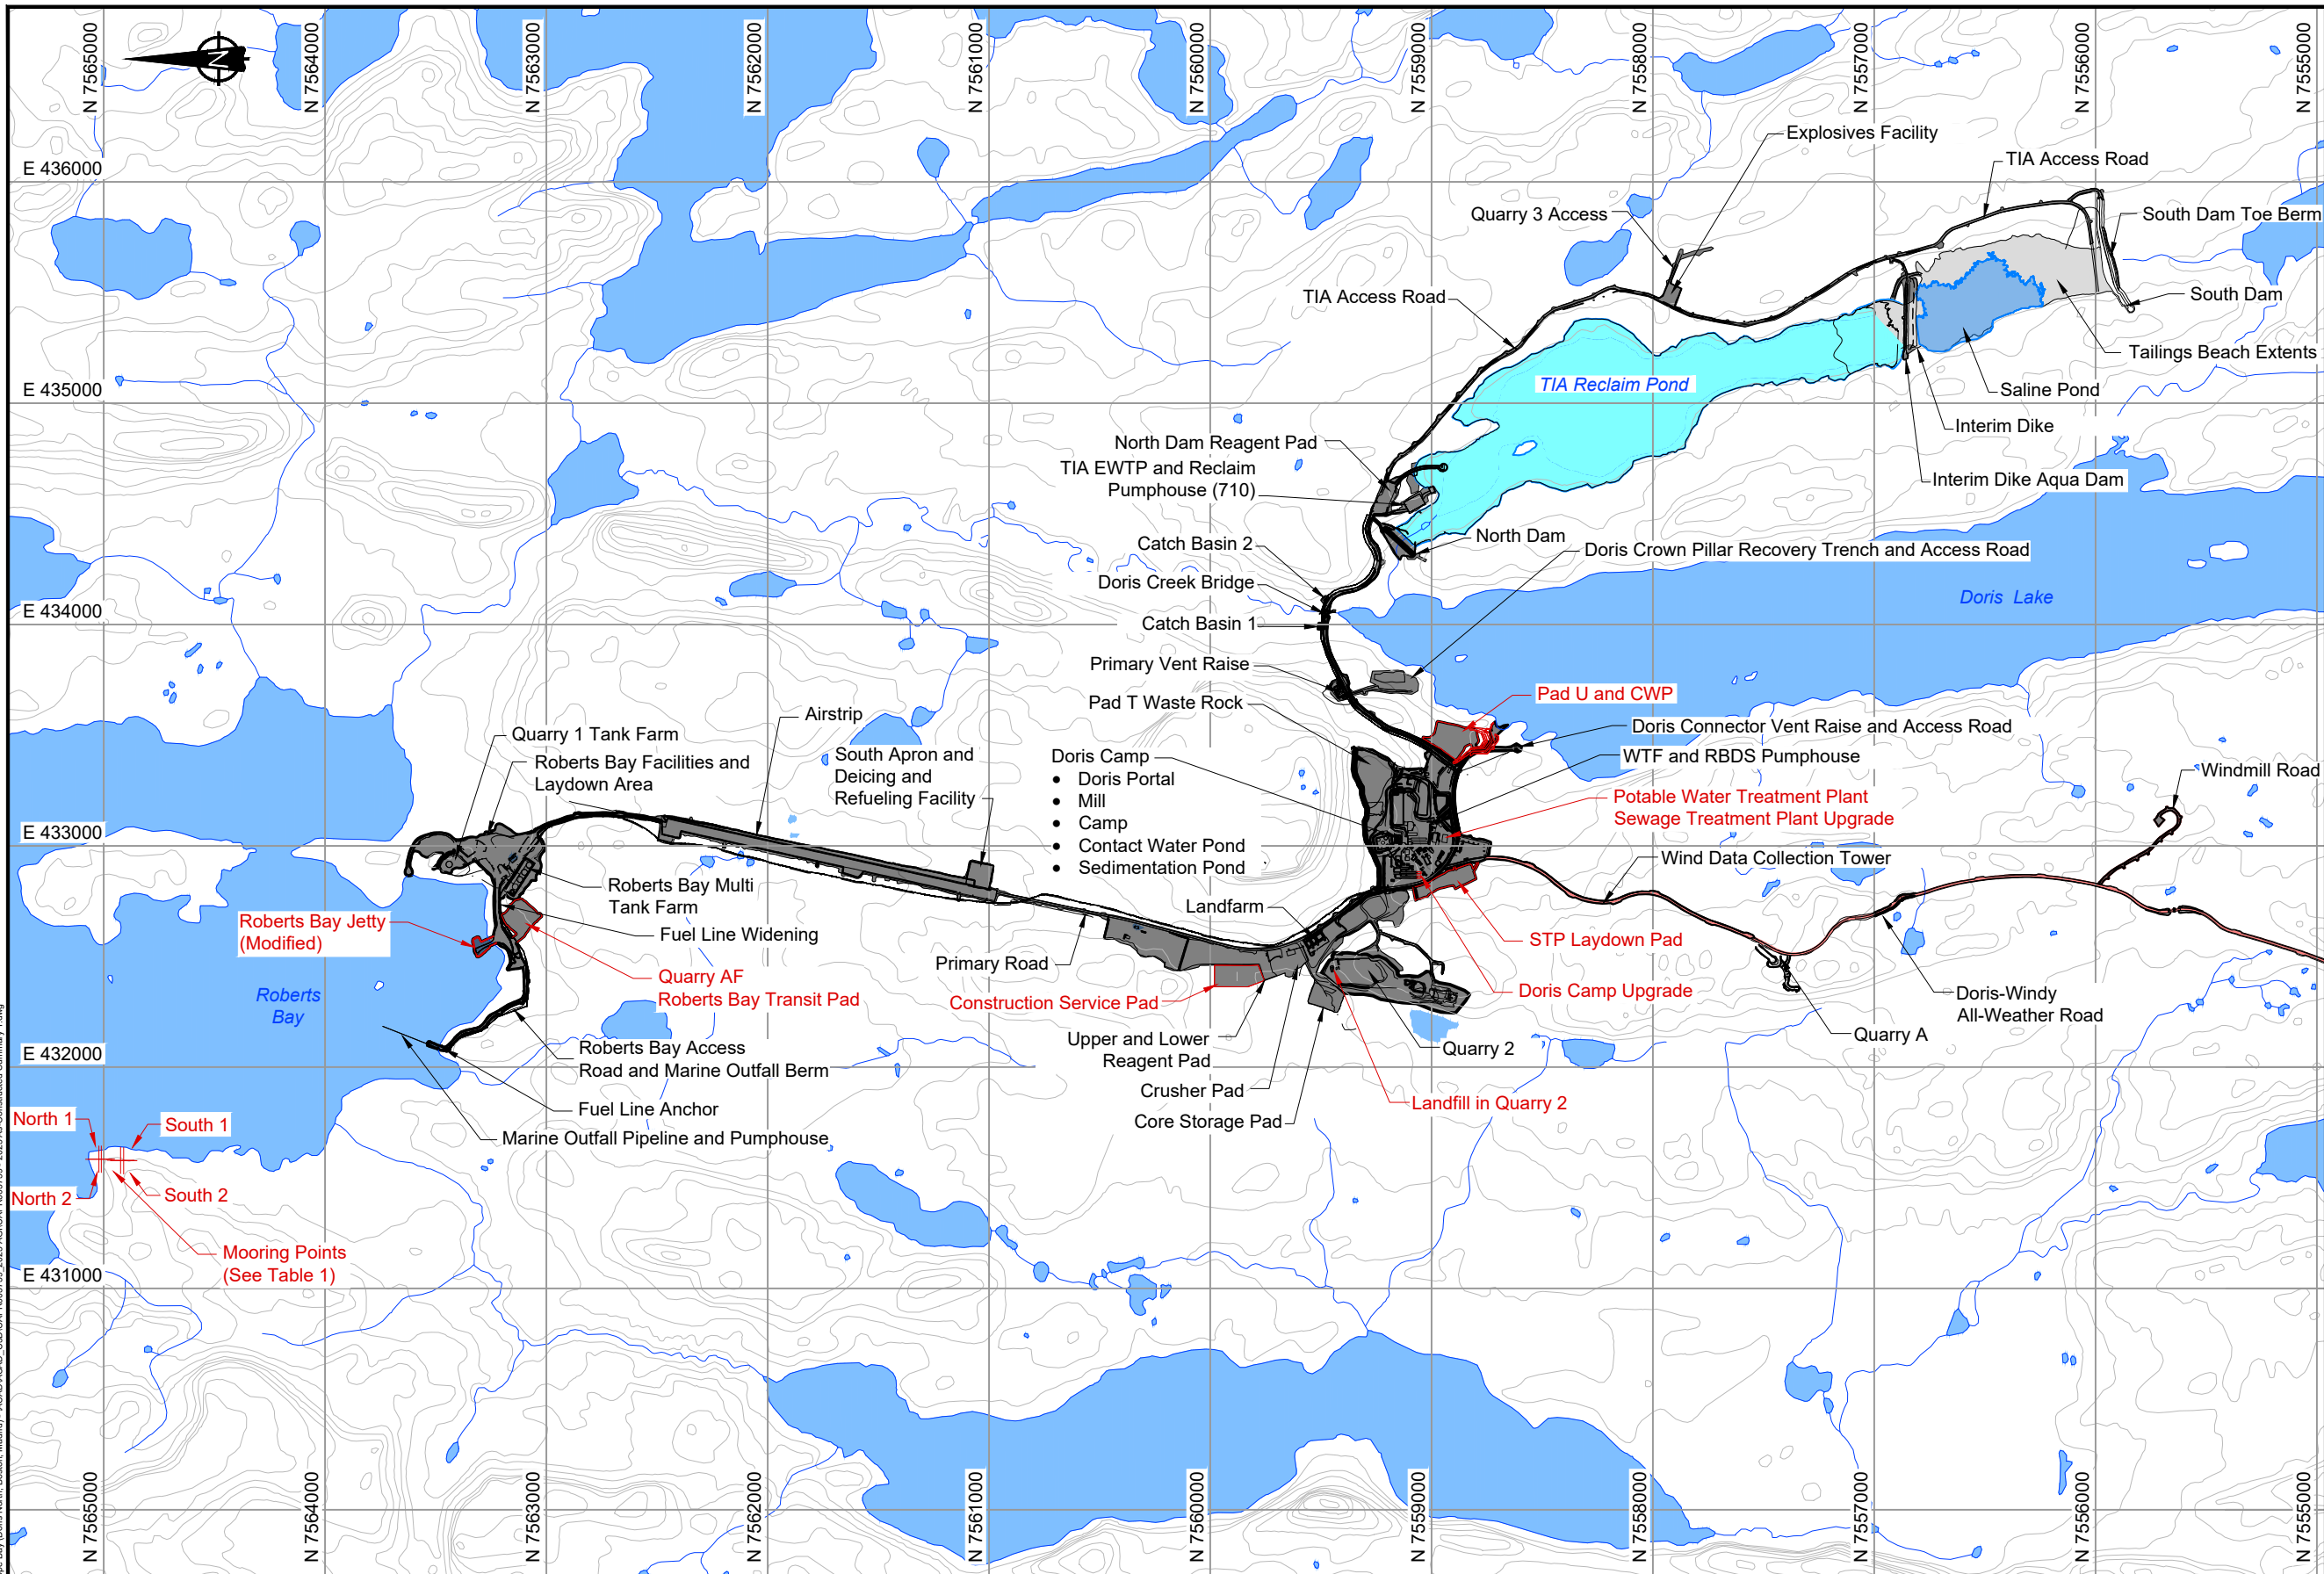 N 7565000
N 7564000
N 7563000
N 7562000
N 7561000
N 7560000
N 7559000
N 7558000
N 7557000
N 7556000
N 7555000
N
Explosives Facility
TIA Access Road
E 436000
Quarry 3 Access
South Dam Toe Berm
TIA Access Road
South Dam
Tailings Beach Extents
TIA Reclaim Pond
E 435000
Saline Pond
Interim Dike
North Dam Reagent Pad
TIA EWTP and Reclaim
Pumphouse (710)
Interim Dike Aqua Dam
North Dam
Catch Basin 2
Doris Crown Pillar Recovery Trench and Access Road
Doris Creek Bridge
Doris Lake
E 434000
Catch Basin 1
Primary Vent Raise
Pad U and CWP
Pad T Waste Rock
Airstrip
Doris Connector Vent Raise and Access Road
Quarry 1 Tank Farm
Roberts Bay Facilities and
Laydown Area
South Apron and
Deicing and
Refueling Facility
Doris Camp
• Doris Portal
• Mill
• Camp
• Contact Water Pond
• Sedimentation Pond
WTF and RBDS Pumphouse
Windmill Road
Potable Water Treatment Plant
Sewage Treatment Plant Upgrade
E 433000
Wind Data Collection Tower
Roberts Bay Multi
Tank Farm
Landfarm
Roberts Bay Jetty
(Modified)
Fuel Line Widening
STP Laydown Pad
Primary Road
Quarry AF
Roberts Bay Transit Pad
Construction Service Pad
Doris Camp Upgrade
Roberts
Bay
Doris-Windy
All-Weather Road
Quarry A
Upper and Lower
Reagent Pad
Quarry 2
E 432000
Roberts Bay Access
Road and Marine Outfall Berm
Crusher Pad
Landfill in Quarry 2
Fuel Line Anchor
Core Storage Pad
North 1
South 1
Marine Outfall Pipeline and Pumphouse
North 2
South 2
Mooring Points
(See Table 1)
E 431000
N 7565000
N 7564000
N 7563000
N 7562000
N 7561000
N 7560000
N 7559000
N 7558000
N 7557000
N 7556000
N 7555000